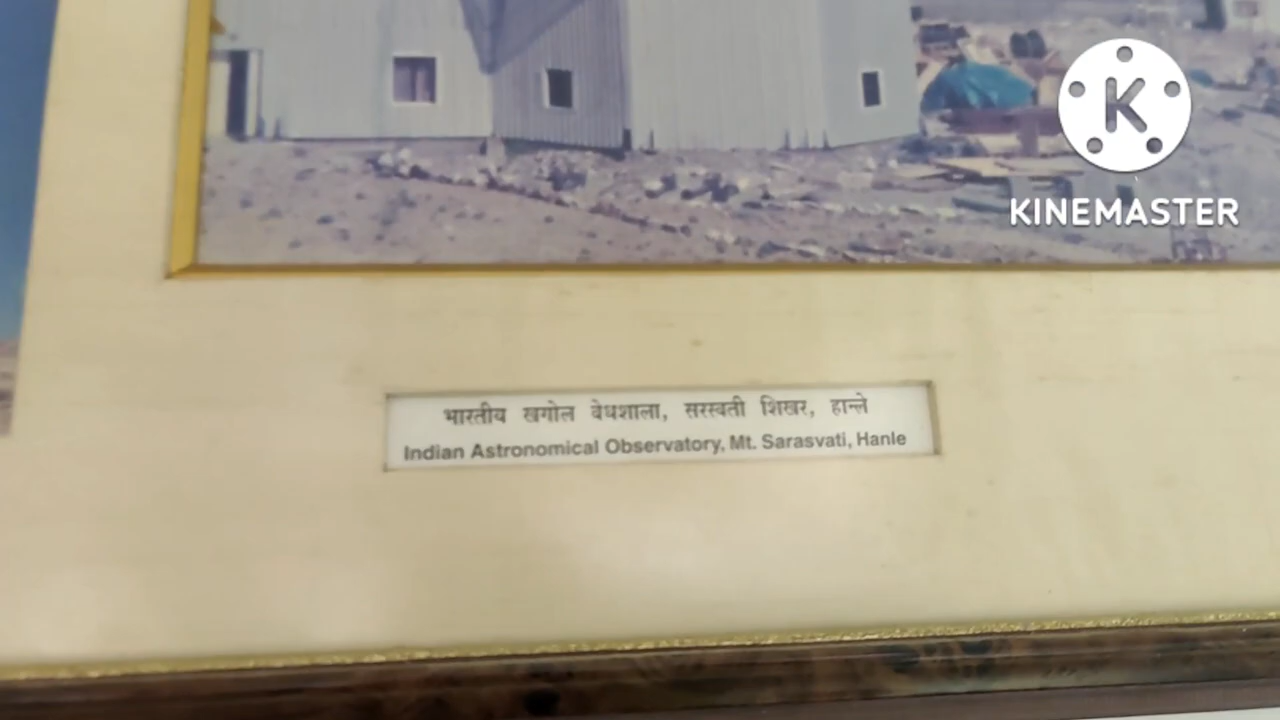 K
KINEMASTER
भारतीय खगोल वेधशाला, सरस्वती शिखर, हान्ले
Indian Astronomical Observatory, Mt. Sarasvati, Hanle